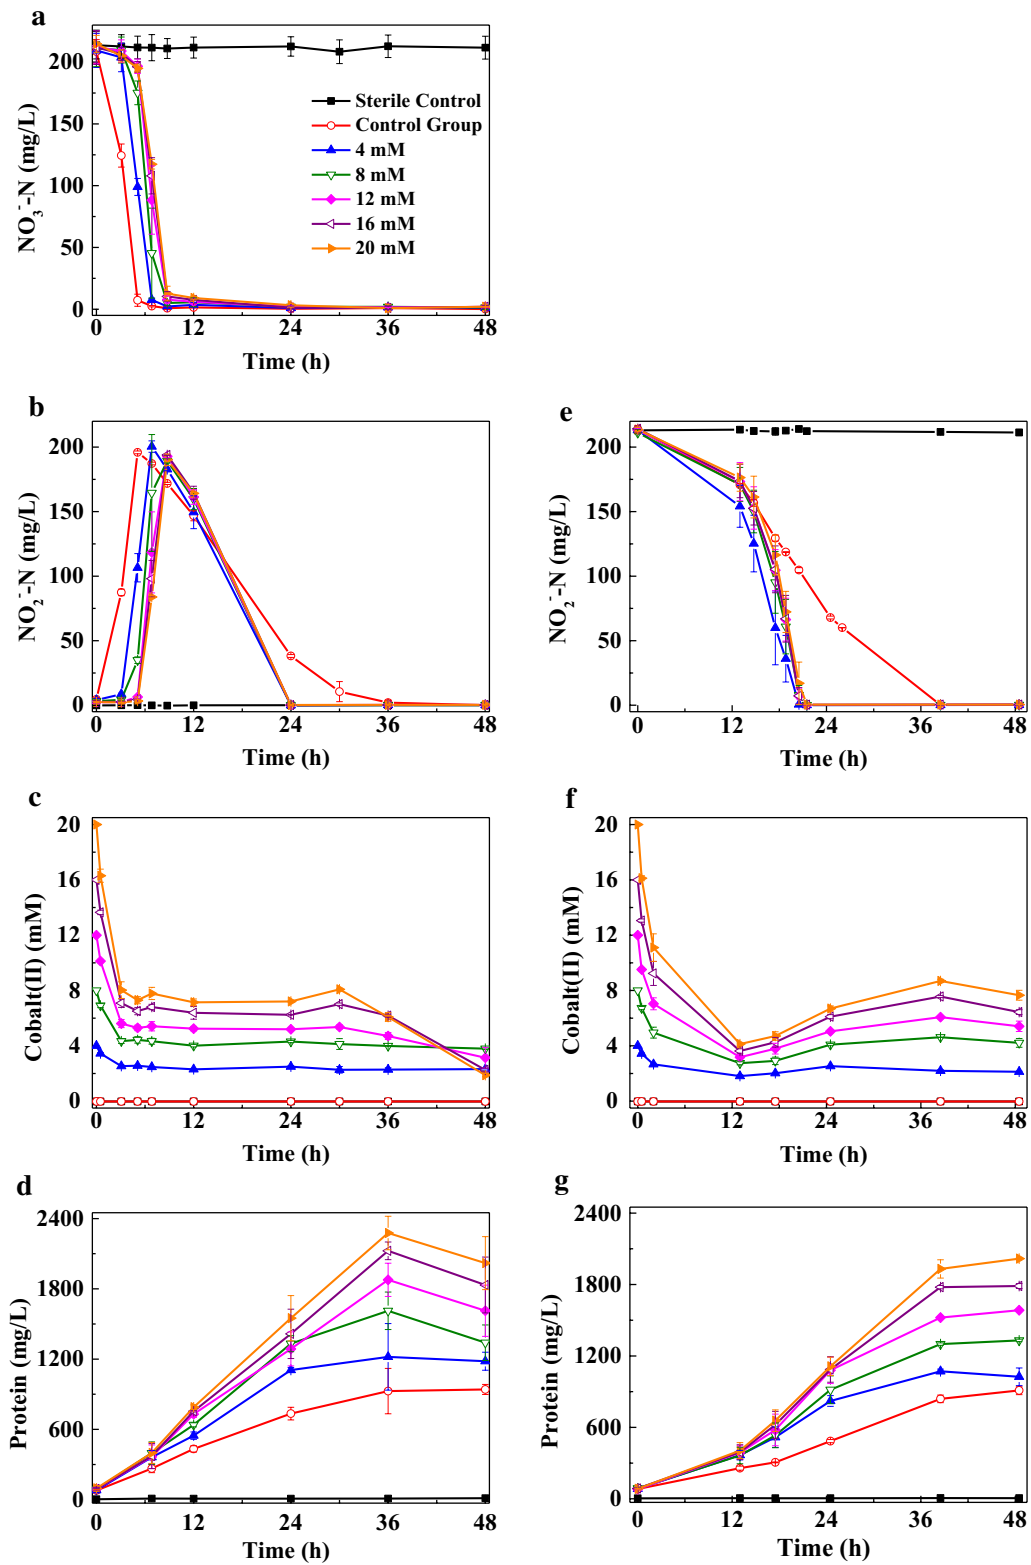 a
NO₃⁻-N (mg/L)
200
150
100
50
0
Sterile Control
Control Group
4 mM
8 mM
12 mM
16 mM
20 mM
0 12 24 36 48
Time (h)
b
NO₂⁻-N (mg/L)
200
150
100
50
0
0 12 24 36 48
Time (h)
e
NO₂⁻-N (mg/L)
200
150
100
50
0
0 12 24 36 48
Time (h)
c
Cobalt(II) (mM)
20
16
12
8
4
0
0 12 24 36 48
Time (h)
f
Cobalt(II) (mM)
20
16
12
8
4
0
0 12 24 36 48
Time (h)
d
Protein (mg/L)
2400
1800
1200
600
0
0 12 24 36 48
Time (h)
g
Protein (mg/L)
2400
1800
1200
600
0
0 12 24 36 48
Time (h)